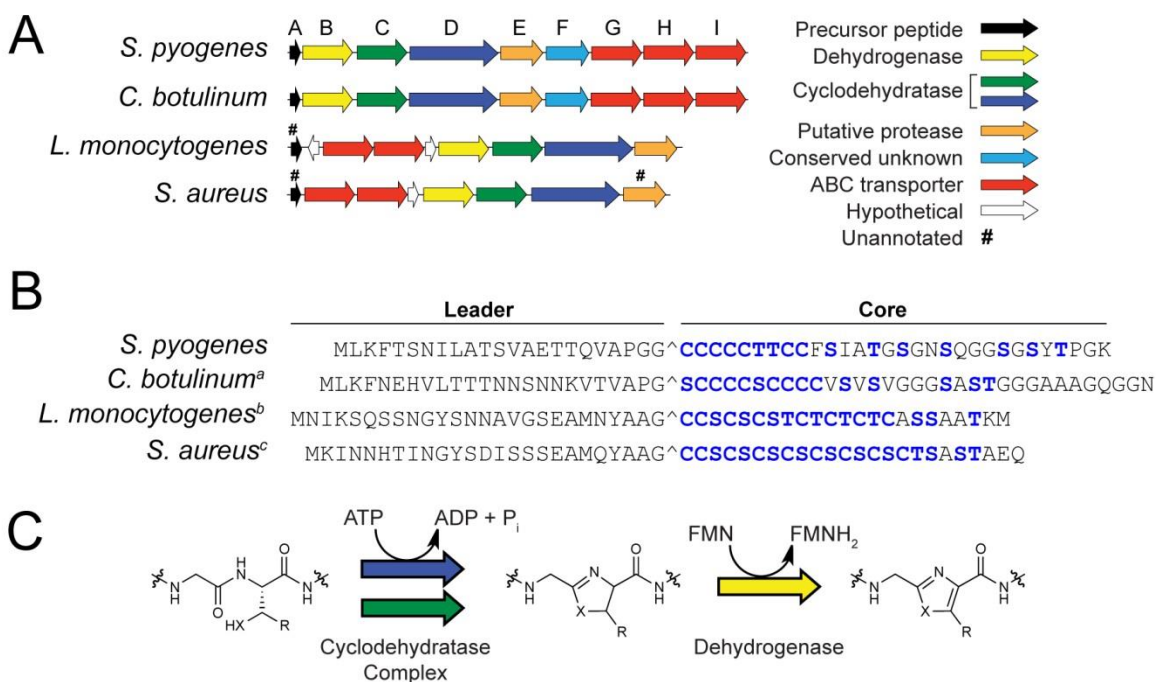 A
A B C D E F G H I
S. pyogenes
C. botulinum
#
L. monocytogenes
# #
S. aureus
Precursor peptide
Dehydrogenase
Cyclodehydratase
Putative protease
Conserved unknown
ABC transporter
Hypothetical
Unannotated #
B
Leader Core
S. pyogenes MLKFTSNILATSVAETTQVAPGG^CCCCCTTCCFSIATGSGNSQGGSGSYTPGK
C. botulinumᵃ MLKFNEHVLTTTNNSNNKVTVAPG^SCCCCSCCCCVSVSVGGGSASTGGGAAAGQGGN
L. monocytogenesᵇ MNIKSQSSNGYSNNAVGSEAMNYAAG^CCSCSCSTCTCTCTCASSAATKM
S. aureusᶜ MKINNHTINGYSDISSSEAMQYAAG^CCSCSCSCSCSCSCTSASTAEQ
C
ATP ADP + Pᵢ
FMN FMNH₂
H N O O N H O N H HX R
Cyclodehydratase
Complex
N H N O N H X R
Dehydrogenase
N H N O N H X R